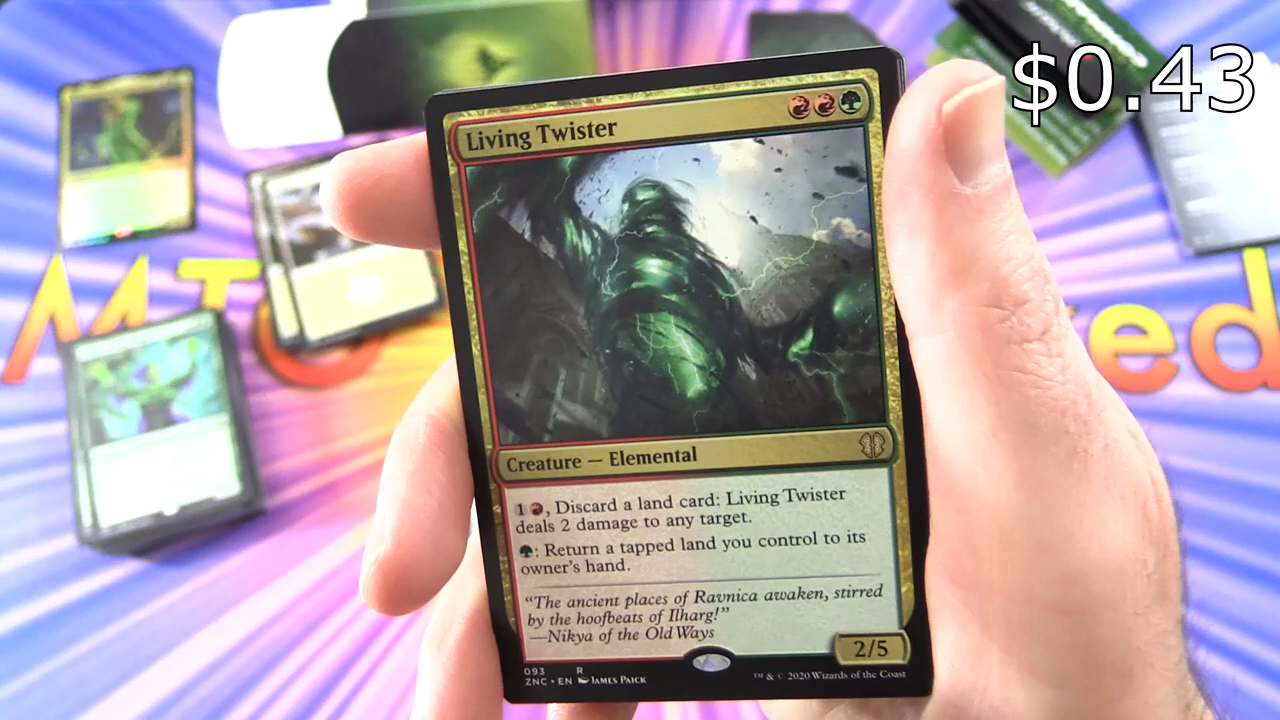 $0.43
Living Twister
Creature — Elemental
1 , Discard a land card: Living Twister
deals 2 damage to any target.
: Return a tapped land you control to its
owner's hand.
"The ancient places of Ravnica awaken, stirred
by the hoofbeats of Ilharg!"
—Nikya of the Old Ways
2/5
093 R
ZNC • EN JAMES PAICK
™ & © 2020 Wizards of the Coast
ed